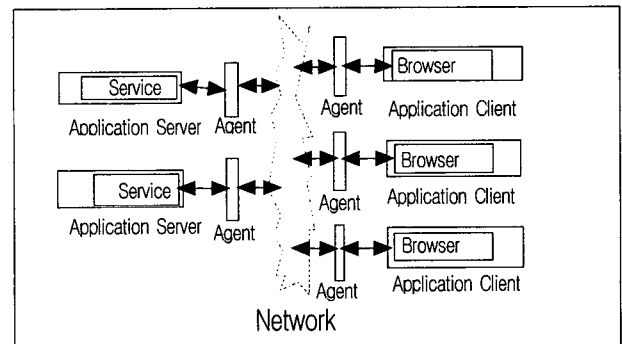 Service
Application Server
Agent
Service
Application Server
Agent
Browser
Agent
Application Client
Browser
Agent
Application Client
Browser
Agent
Application Client
Network